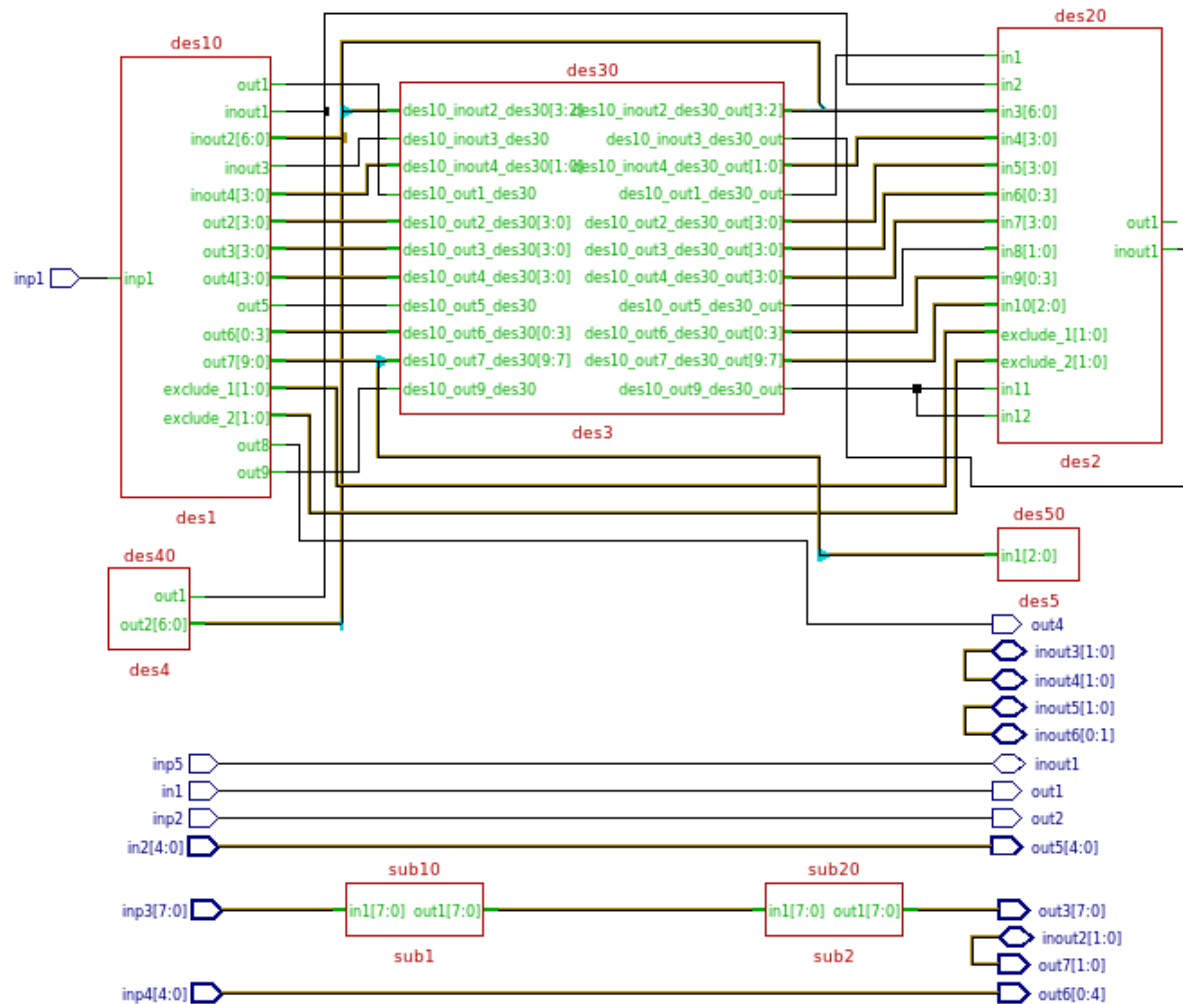 des10
out1
inout1
inout2[6:0]
inout3
inout4[3:0]
out2[3:0]
out3[3:0]
inp1
inp1
out4[3:0]
out5
out6[0:3]
out7[9:0]
exclude_1[1:0]
exclude_2[1:0]
out8
out9
des1
des30
des10_inout2_des30[3:2]
des10_inout2_des30_out[3:2]
des10_inout3_des30
des10_inout3_des30_out
des10_inout4_des30[1:0]
des10_inout4_des30_out[1:0]
des10_out1_des30
des10_out1_des30_out
des10_out2_des30[3:0]
des10_out2_des30_out[3:0]
des10_out3_des30[3:0]
des10_out3_des30_out[3:0]
des10_out4_des30[3:0]
des10_out4_des30_out[3:0]
des10_out5_des30
des10_out5_des30_out
des10_out6_des30[0:3]
des10_out6_des30_out[0:3]
des10_out7_des30[9:7]
des10_out7_des30_out[9:7]
des10_out9_des30
des10_out9_des30_out
des3
des20
in1
in2
in3[6:0]
in4[3:0]
in5[3:0]
in6[0:3]
in7[3:0]
out1
in8[1:0]
inout1
in9[0:3]
in10[2:0]
exclude_1[1:0]
exclude_2[1:0]
in11
in12
des2
des40
out1
out2[6:0]
des4
des50
in1[2:0]
des5
out4
inout3[1:0]
inout4[1:0]
inout5[1:0]
inout6[0:1]
inp5
inout1
in1
out1
inp2
out2
in2[4:0]
out5[4:0]
sub10
sub20
inp3[7:0]
in1[7:0] out1[7:0]
in1[7:0] out1[7:0]
out3[7:0]
sub1
sub2
inout2[1:0]
out7[1:0]
inp4[4:0]
out6[0:4]